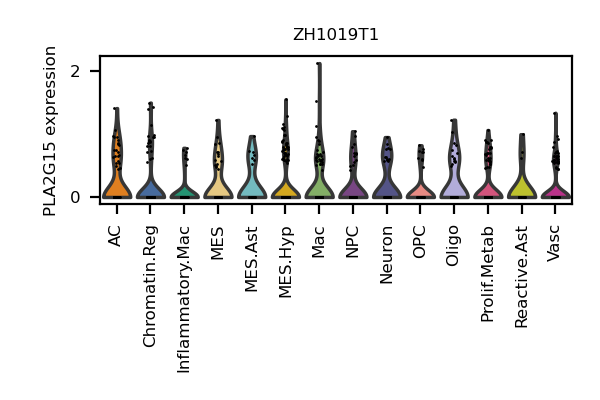 ZH1019T1
PLA2G15 expression
2
0
AC
Chromatin.Reg
Inflammatory.Mac
MES
MES.Ast
MES.Hyp
Mac
NPC
Neuron
OPC
Oligo
Prolif.Metab
Reactive.Ast
Vasc